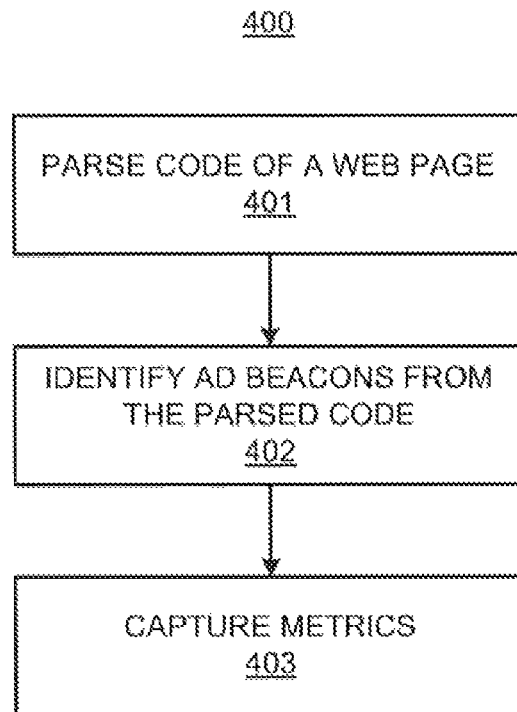 400
PARSE CODE OF A WEB PAGE
401
IDENTIFY AD BEACONS FROM
THE PARSED CODE
402
CAPTURE METRICS
403